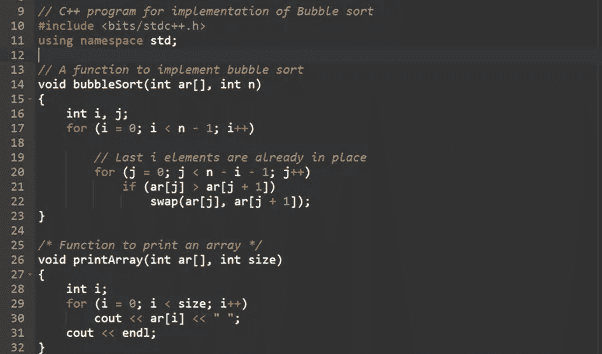 9 // C++ program for implementation of Bubble sort
10 #include <bits/stdc++.h>
11 using namespace std;
12
13 // A function to implement bubble sort
14 void bubbleSort(int ar[], int n)
15 {
16     int i, j;
17     for (i = 0; i < n - 1; i++)
18
19         // Last i elements are already in place
20         for (j = 0; j < n - i - 1; j++)
21             if (ar[j] > ar[j + 1])
22                 swap(ar[j], ar[j + 1]);
23 }
24
25 /* Function to print an array */
26 void printArray(int ar[], int size)
27 {
28     int i;
29     for (i = 0; i < size; i++)
30         cout << ar[i] << " ";
31     cout << endl;
32 }